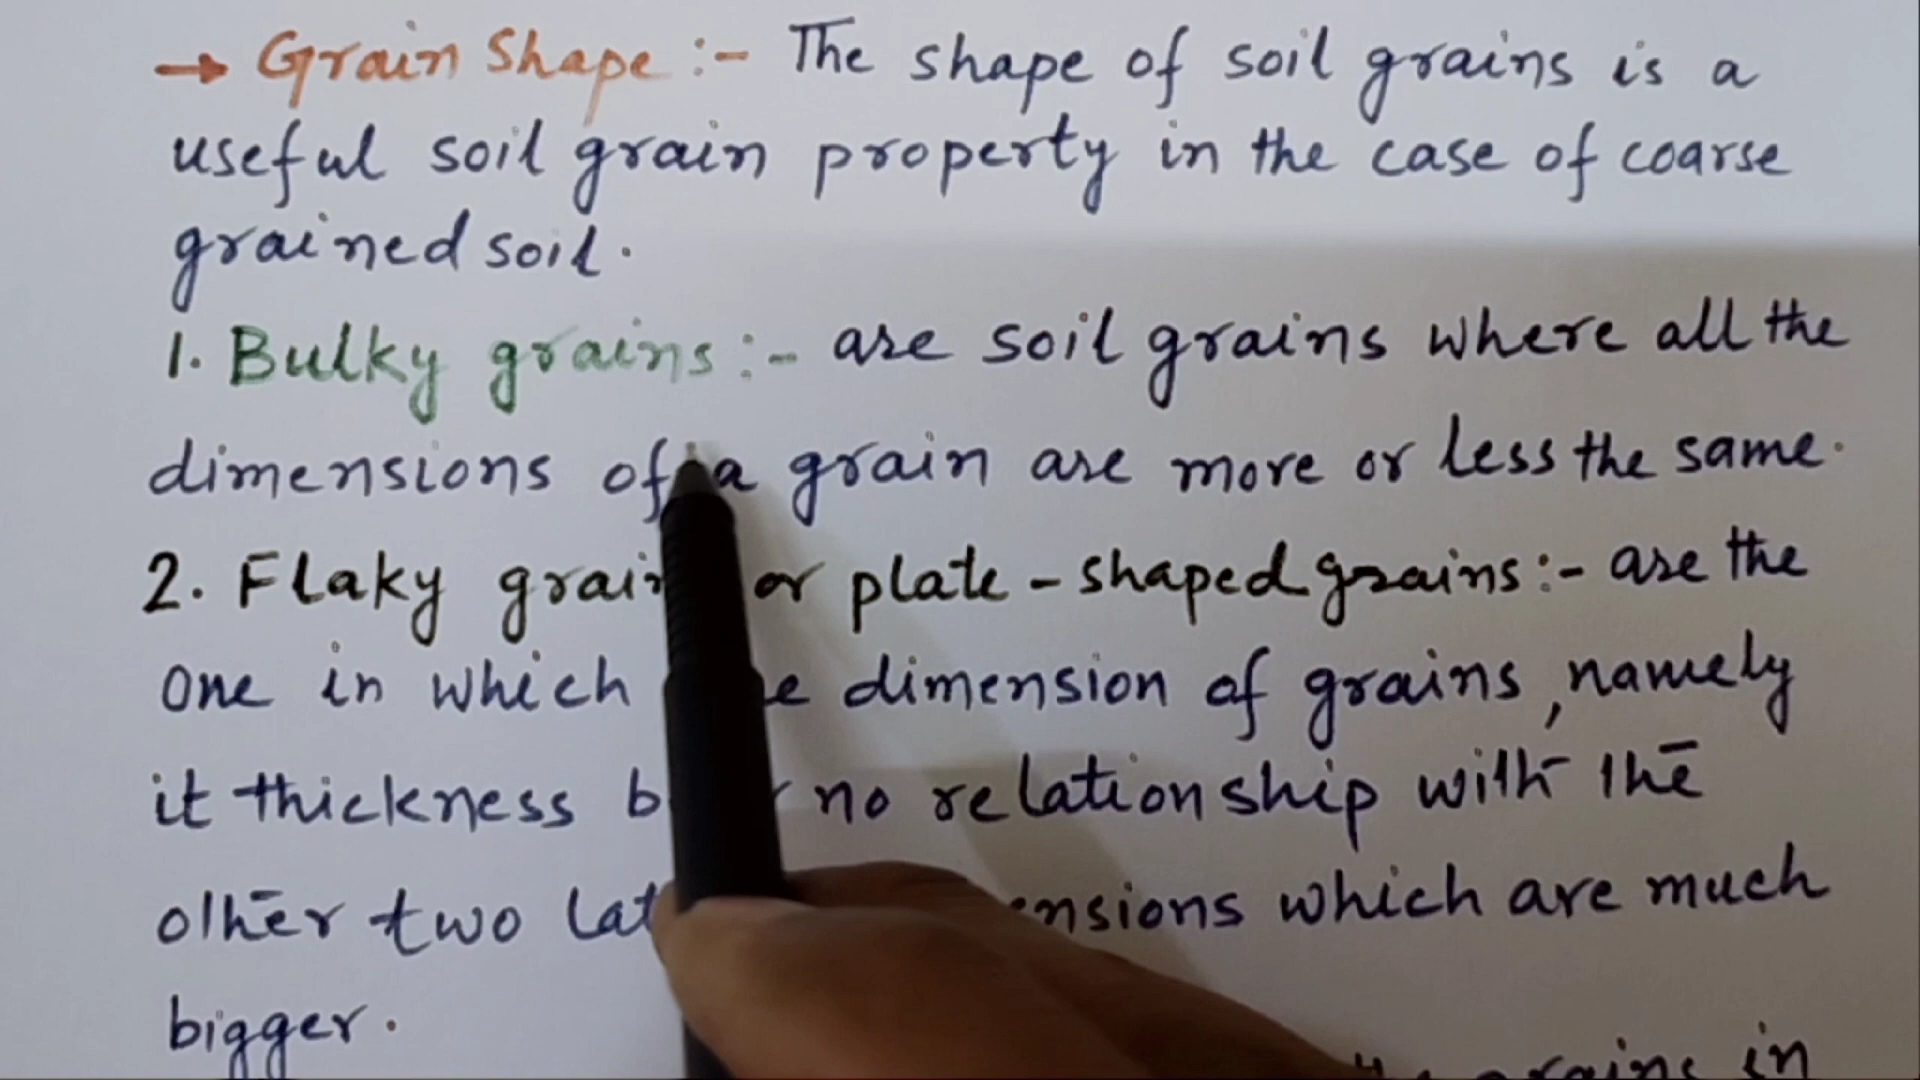 → Grain Shape :- The shape of soil grains is a
useful soil grain property in the case of coarse
grained soil.
1. Bulky grains :- are soil grains where all the
dimensions of a grain are more or less the same.
2. Flaky or plate - shaped grains :- are the
One in which dimension of grains, namely
it thickness no relationship with the
other two which are much
bigger.
grains in